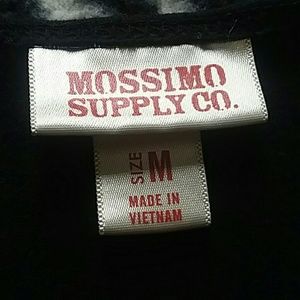 MOSSIMO
SUPPLY CO.
SIZE M
MADE IN
VIETNAM